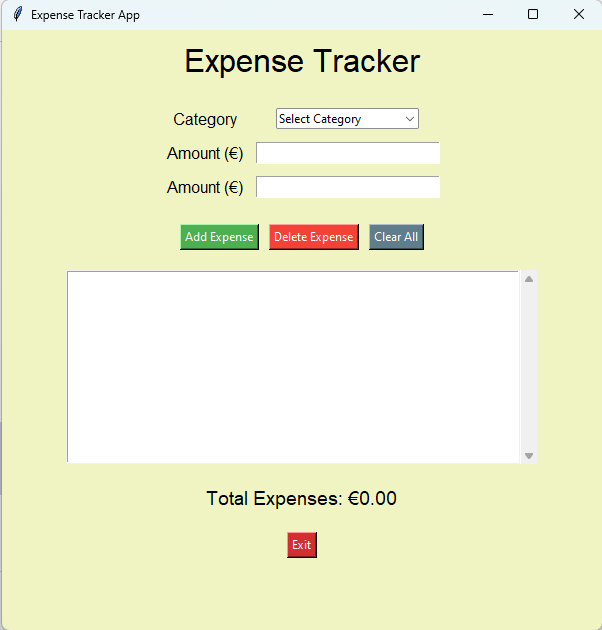 Expense Tracker App
Expense Tracker
Category Select Category
Amount (€)
Amount (€)
Add Expense Delete Expense Clear All
Total Expenses: €0.00
Exit